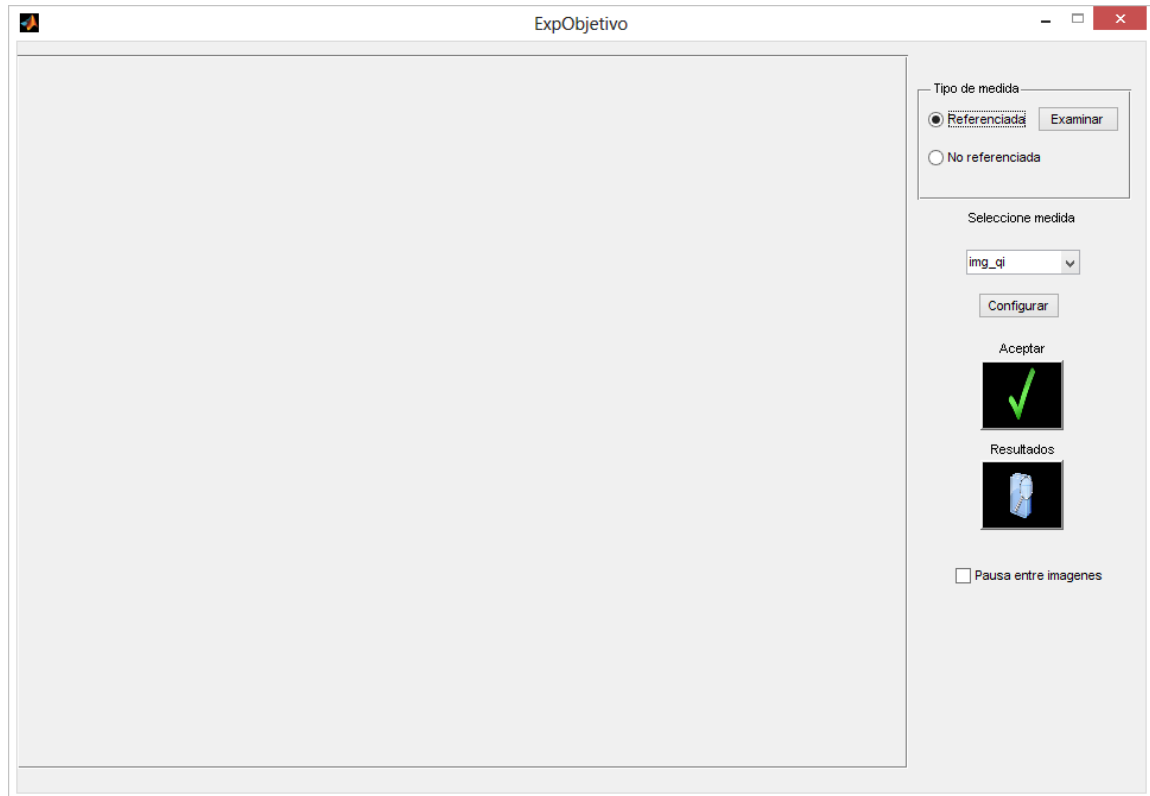 ExpObjetivo
Tipo de medida
Referenciada
Examinar
No referenciada
Seleccione medida
img_qi
Configurar
Aceptar
Resultados
Pausa entre imagenes